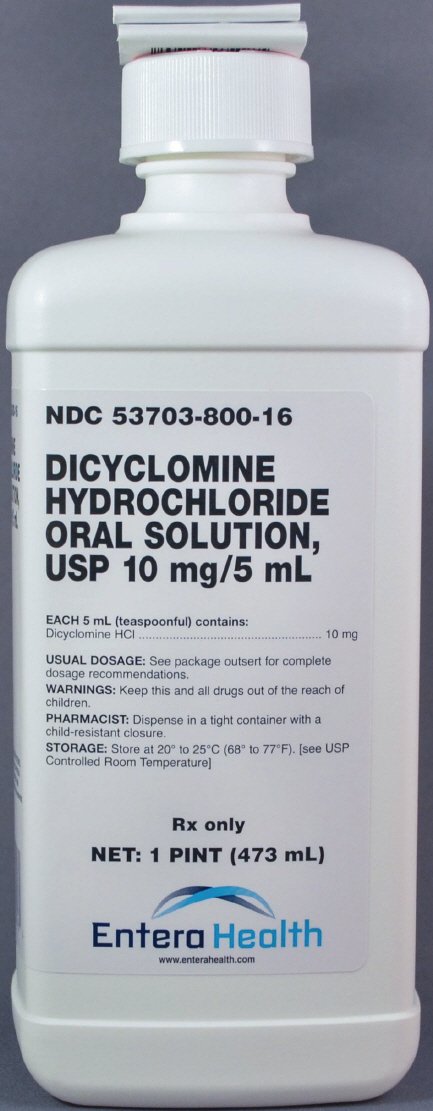 NDC 53703-800-16
DICYCLOMINE
HYDROCHLORIDE
ORAL SOLUTION,
USP 10 mg/5 mL
EACH 5 mL (teaspoonful) contains:
Dicyclomine HCl ........................................................ 10 mg
USUAL DOSAGE: See package outsert for complete
dosage recommendations.
WARNINGS: Keep this and all drugs out of the reach of
children.
PHARMACIST: Dispense in a tight container with a
child-resistant closure.
STORAGE: Store at 20° to 25°C (68° to 77°F). [see USP
Controlled Room Temperature]
Rx only
NET: 1 PINT (473 mL)
Entera Health
www.enterahealth.com